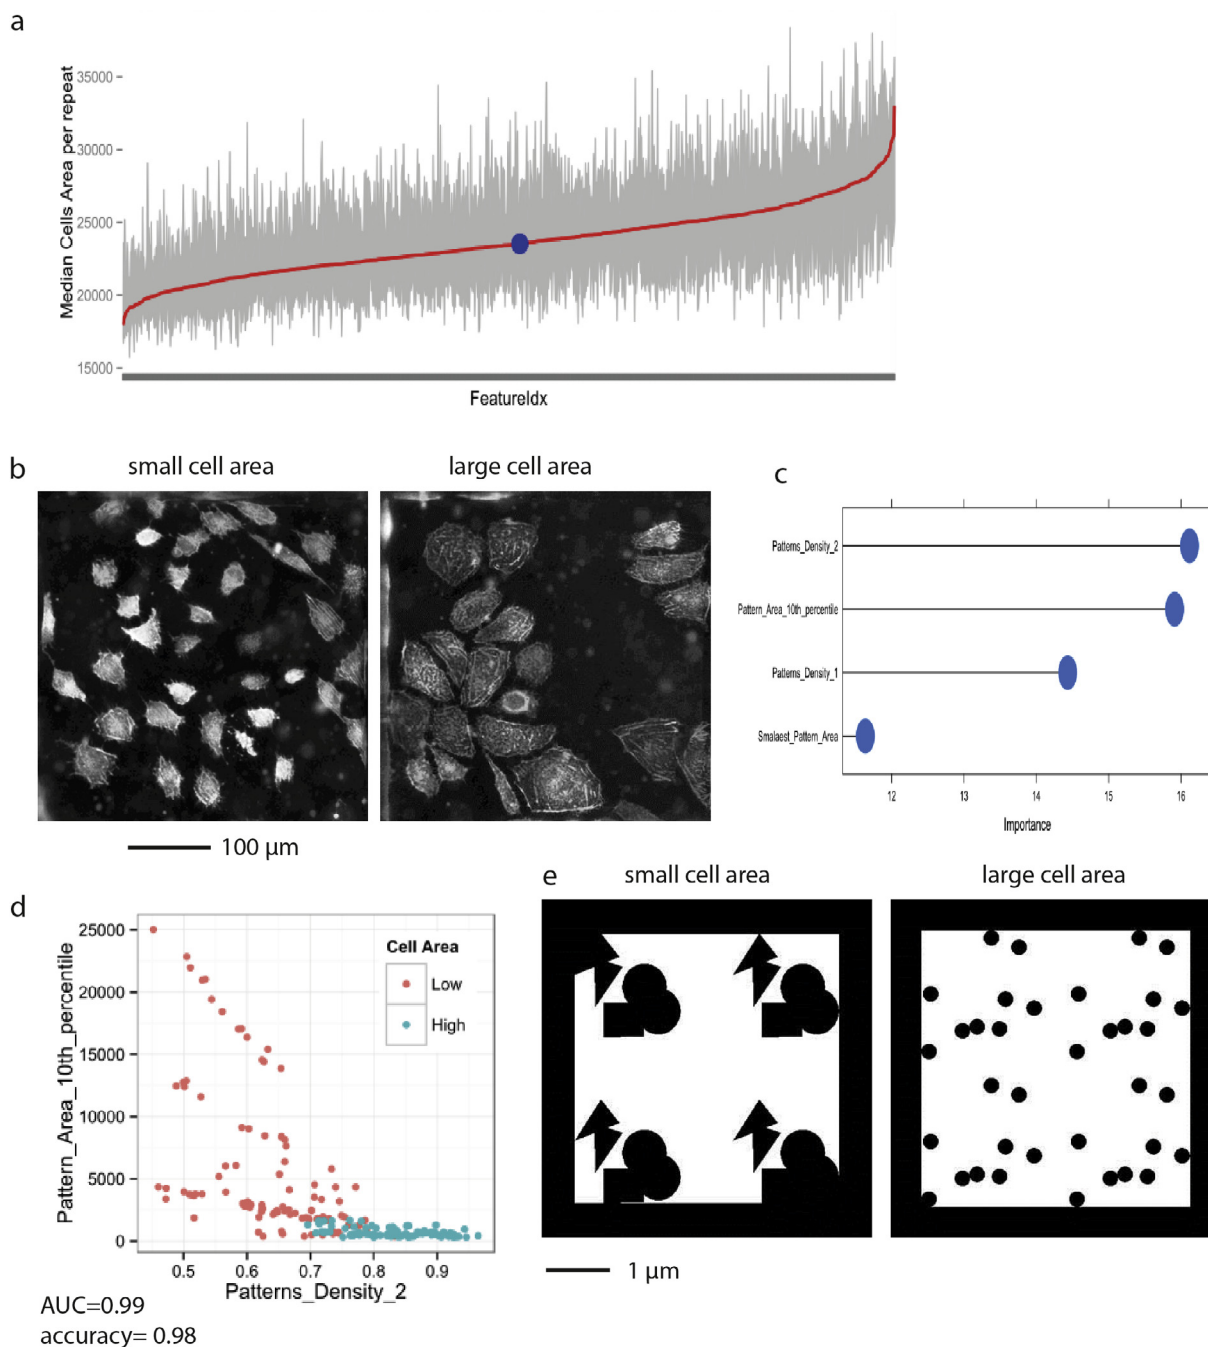 a
Median Cells Area per repeat
35000
30000
25000
20000
15000
FeatureIdx
b
small cell area
large cell area
100 µm
c
Patterns_Density_2
Pattern_Area_10th_percentile
Patterns_Density_1
Smalaest_Pattern_Area
12 13 14 15 16
Importance
d
Pattern_Area_10th_percentile
25000
20000
15000
10000
5000
0
Cell Area
Low
High
0.5 0.6 0.7 0.8 0.9
Patterns_Density_2
AUC=0.99
accuracy= 0.98
e
small cell area
large cell area
1 µm